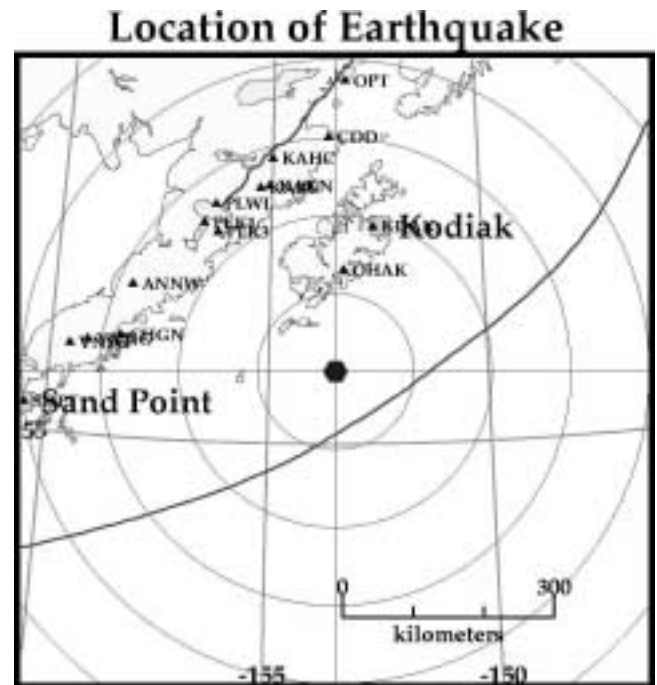 Location of Earthquake
OPT
CDD
KAHC
PLWL
Kodiak
OHAK
ANNW
Sand Point
55
0 300
kilometers
-155 -150